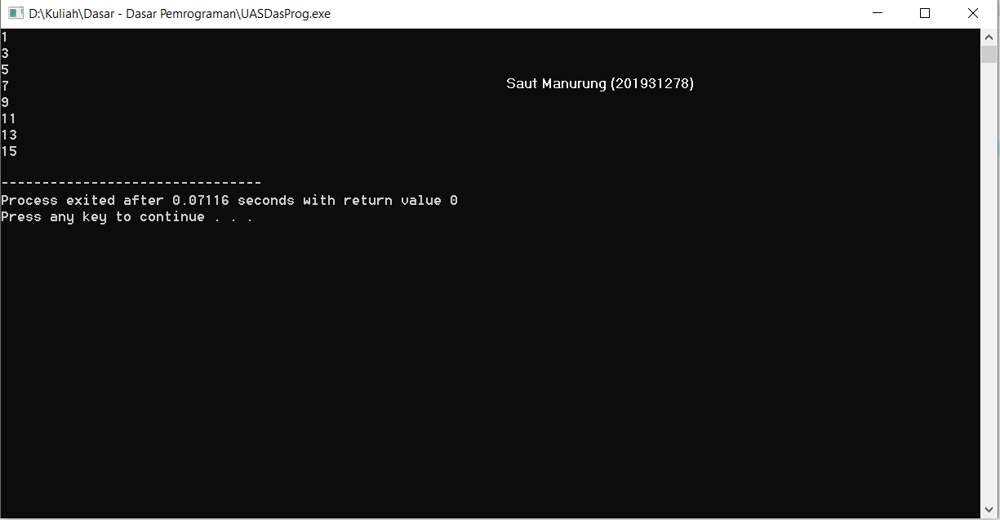 D:\Kuliah\Dasar - Dasar Pemrograman\UASDasProg.exe
1
3
5
7
Saut Manurung (201931278)
9
11
13
15
--------------------------------
Process exited after 0.07116 seconds with return value 0
Press any key to continue . . .